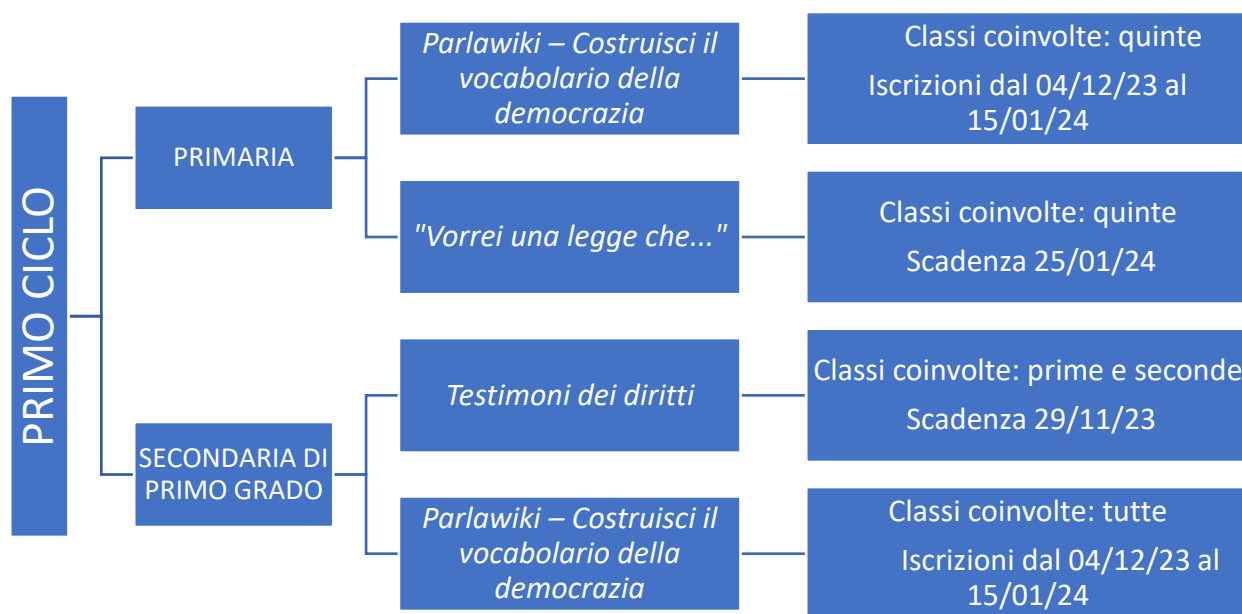 PRIMO CICLO
PRIMARIA
Parlawiki – Costruisci il
vocabolario della
democrazia
Classi coinvolte: quinte
Iscrizioni dal 04/12/23 al
15/01/24
"Vorrei una legge che..."
Classi coinvolte: quinte
Scadenza 25/01/24
SECONDARIA DI
PRIMO GRADO
Testimoni dei diritti
Classi coinvolte: prime e seconde
Scadenza 29/11/23
Parlawiki – Costruisci il
vocabolario della
democrazia
Classi coinvolte: tutte
Iscrizioni dal 04/12/23 al
15/01/24